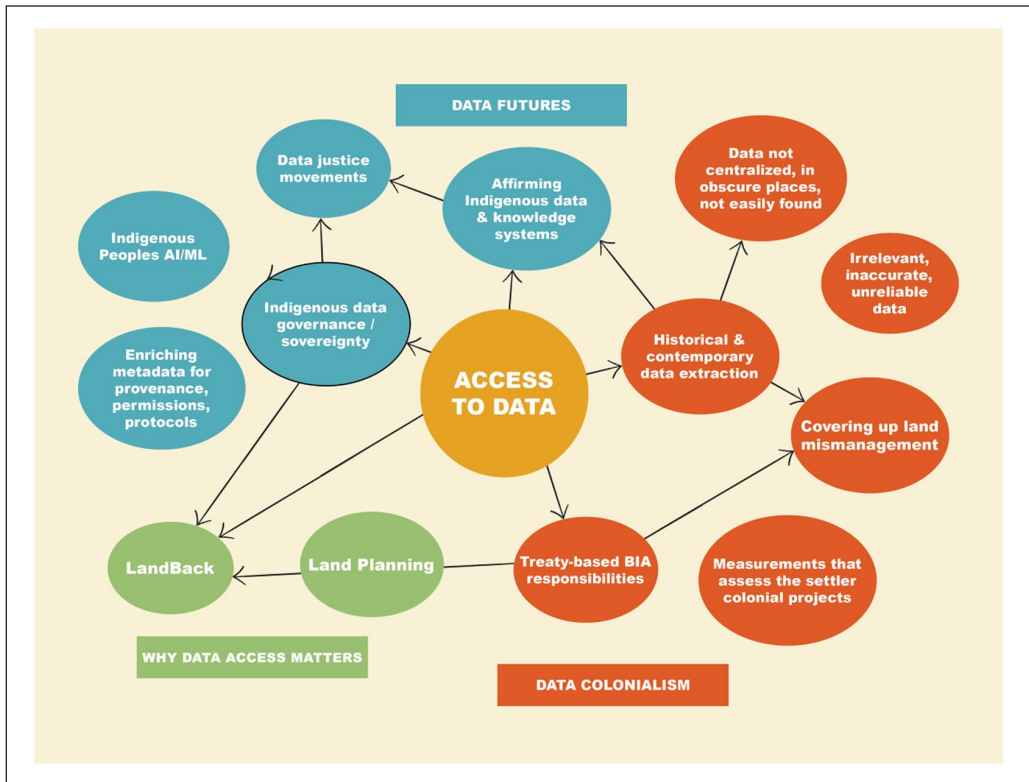 DATA FUTURES
Data justice
movements
Affirming
Indigenous data
& knowledge
systems
Data not
centralized, in
obscure places,
not easily found
Indigenous
Peoples AI/ML
Irrelevant,
inaccurate,
unreliable
data
Indigenous data
governance /
sovereignty
Historical &
contemporary
data extraction
Enriching
metadata for
provenance,
permissions,
protocols
ACCESS
TO DATA
Covering up land
mismanagement
LandBack
Land Planning
Treaty-based BIA
responsibilities
Measurements that
assess the settler
colonial projects
WHY DATA ACCESS MATTERS
DATA COLONIALISM